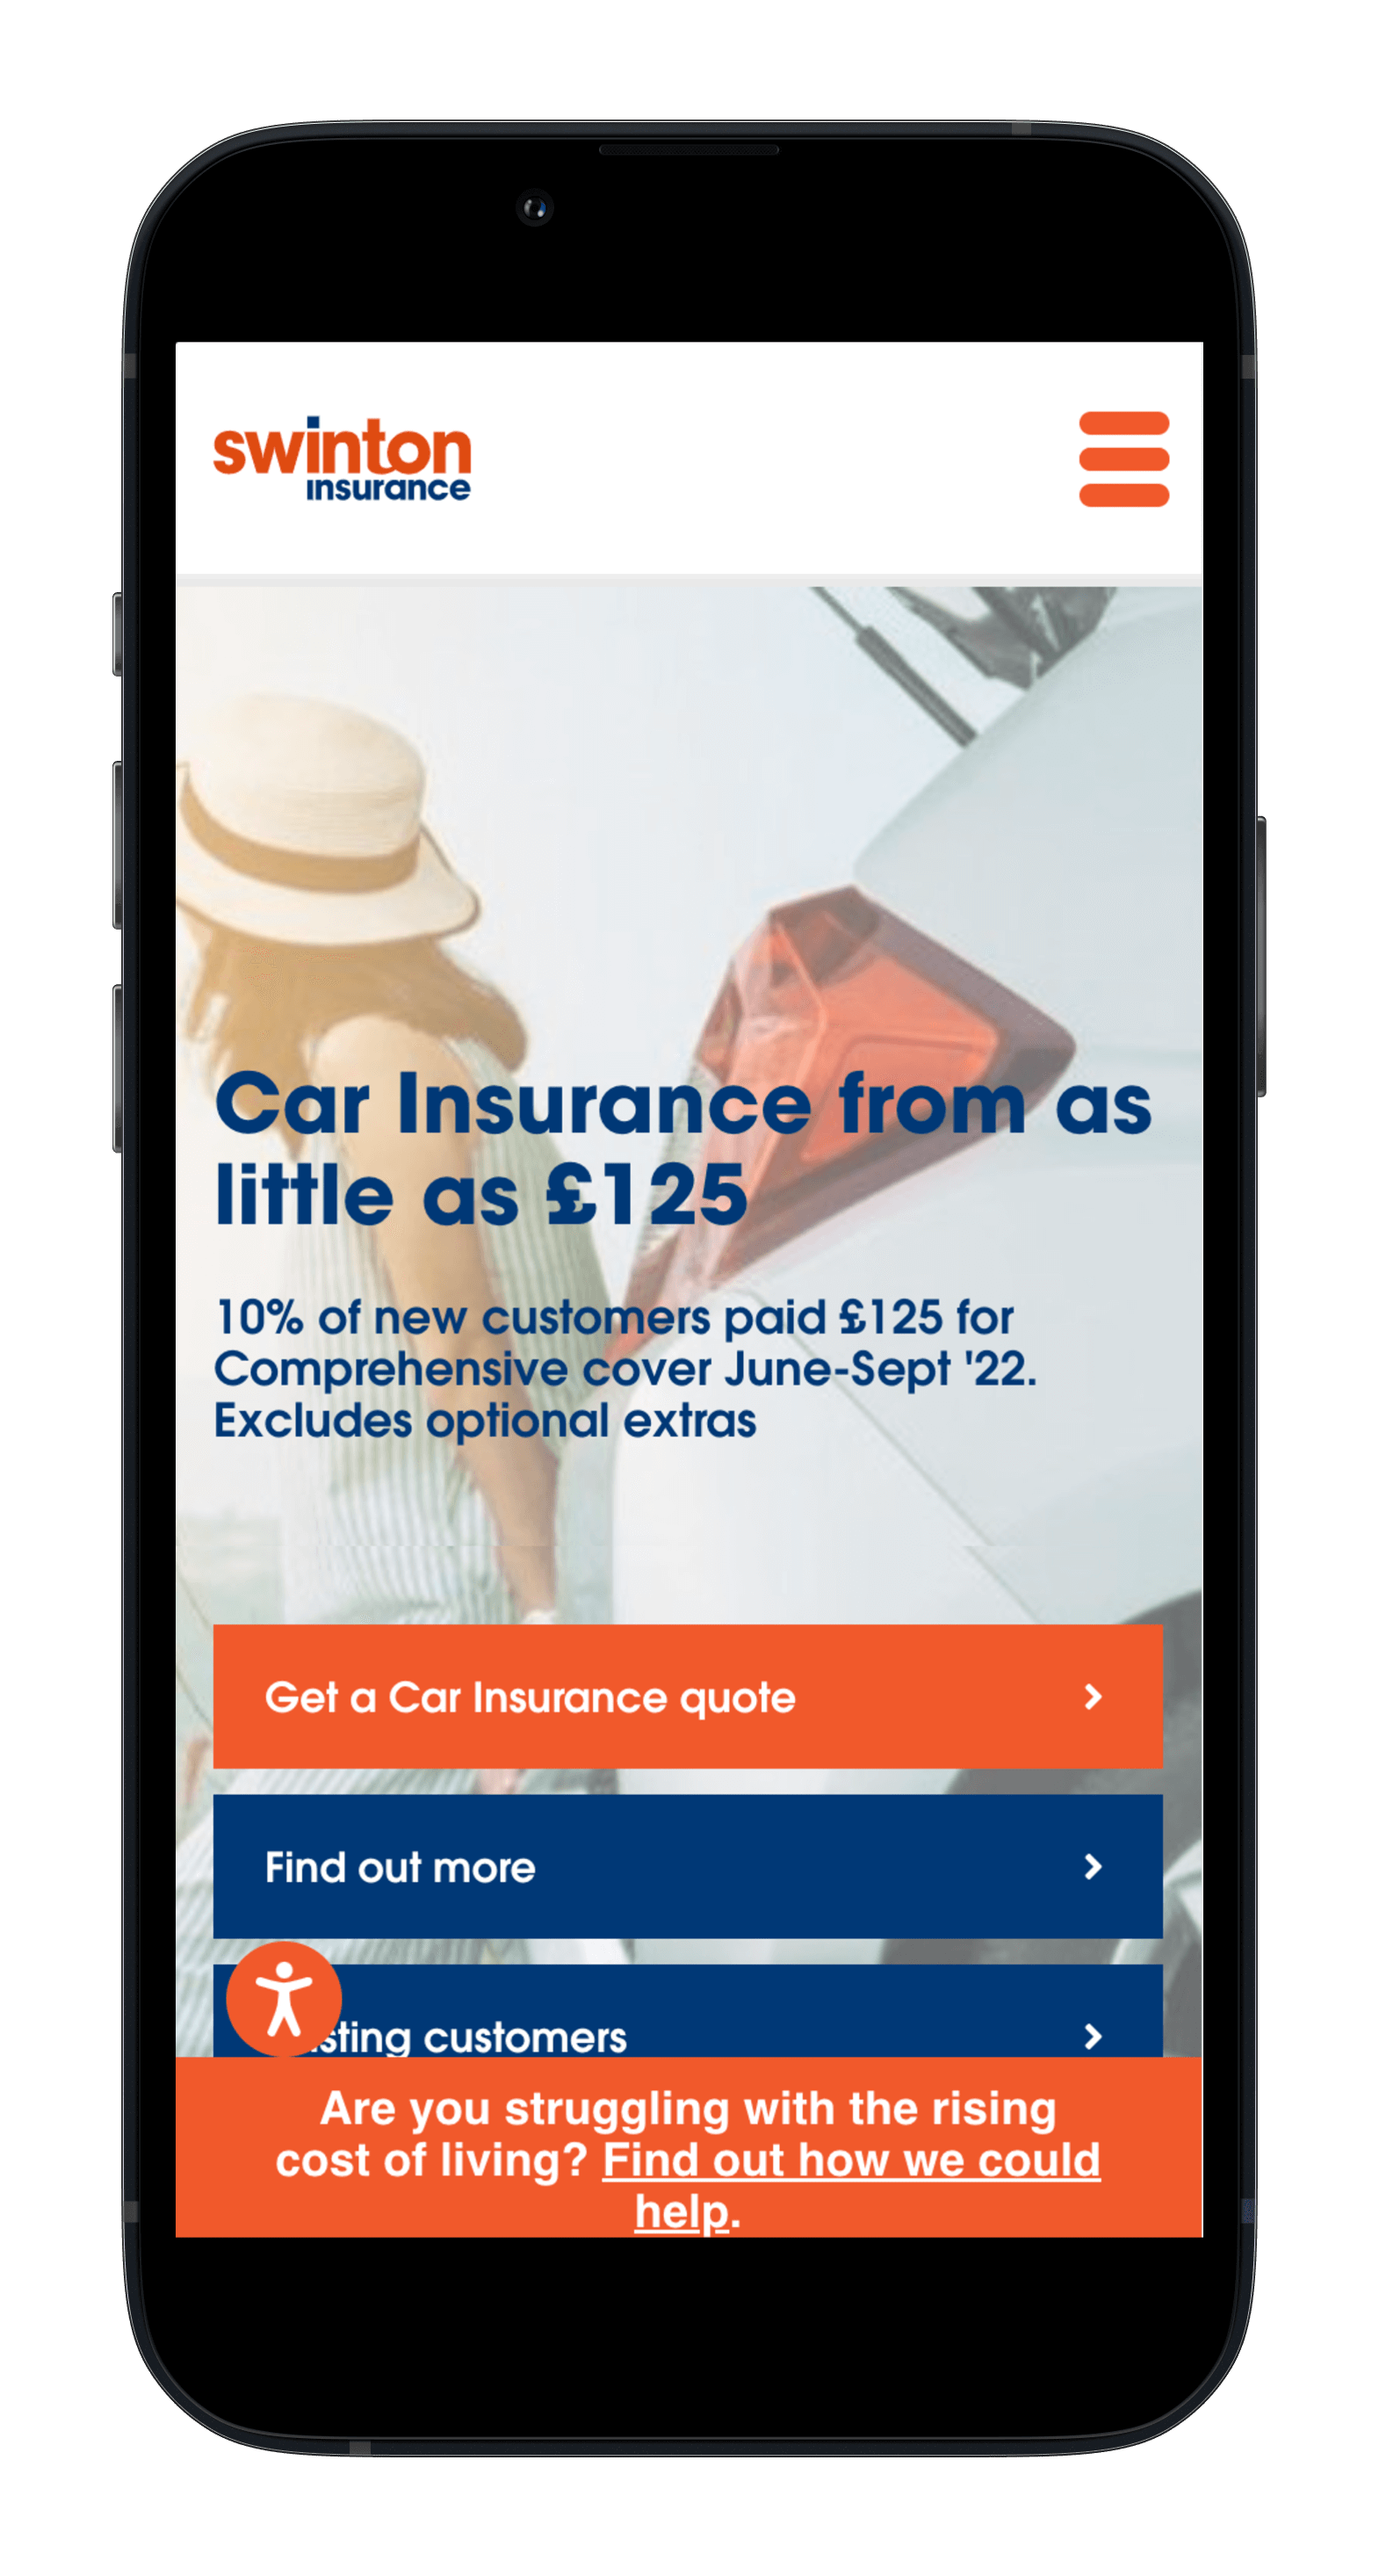 swinton
insurance
Car Insurance from as
little as £125
10% of new customers paid £125 for
Comprehensive cover June-Sept '22.
Excludes optional extras
Get a Car Insurance quote
Find out more
sting customers
Are you struggling with the rising
cost of living? Find out how we could
help.